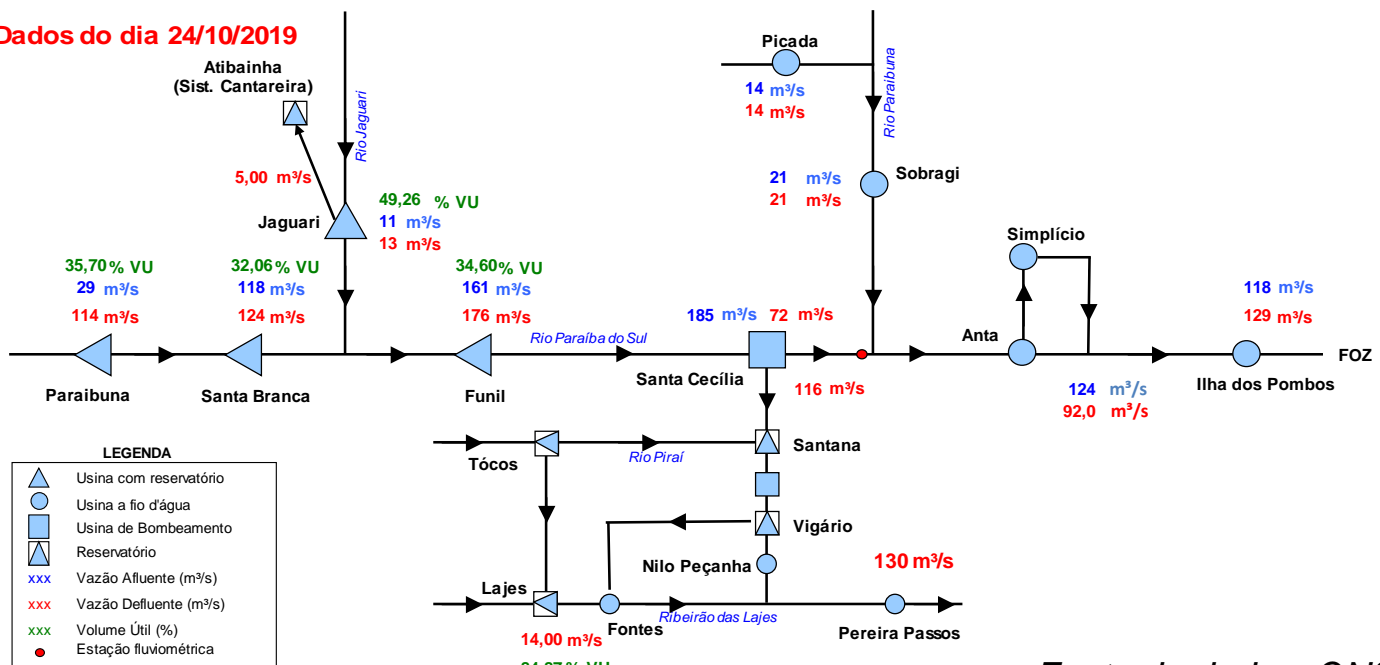 Dados do dia 24/10/2019
Atibainha
(Sist. Cantareira)
Rio Jaguari
5,00 m³/s
Jaguari
49,26 % VU
11 m³/s
13 m³/s
Picada
14 m³/s
14 m³/s
Rio Paraibuna
21 m³/s
21 m³/s
Sobragi
Simplício
35,70 % VU
29 m³/s
114 m³/s
Paraibuna
32,06 % VU
118 m³/s
124 m³/s
Santa Branca
34,60 % VU
161 m³/s
176 m³/s
Funil
Rio Paraíba do Sul
185 m³/s 72 m³/s
Santa Cecília
116 m³/s
Anta
124 m³/s
92,0 m³/s
118 m³/s
129 m³/s
Ilha dos Pombos
FOZ
Tócos
Rio Piraí
Santana
Vigário
Nilo Peçanha
130 m³/s
Lajes
14,00 m³/s
Fontes
Ribeirão das Lajes
Pereira Passos
LEGENDA
Usina com reservatório
Usina a fio d'água
Usina de Bombeamento
Reservatório
xxx Vazão Afluente (m³/s)
xxx Vazão Defluente (m³/s)
xxx Volume Útil (%)
Estação fluviométrica